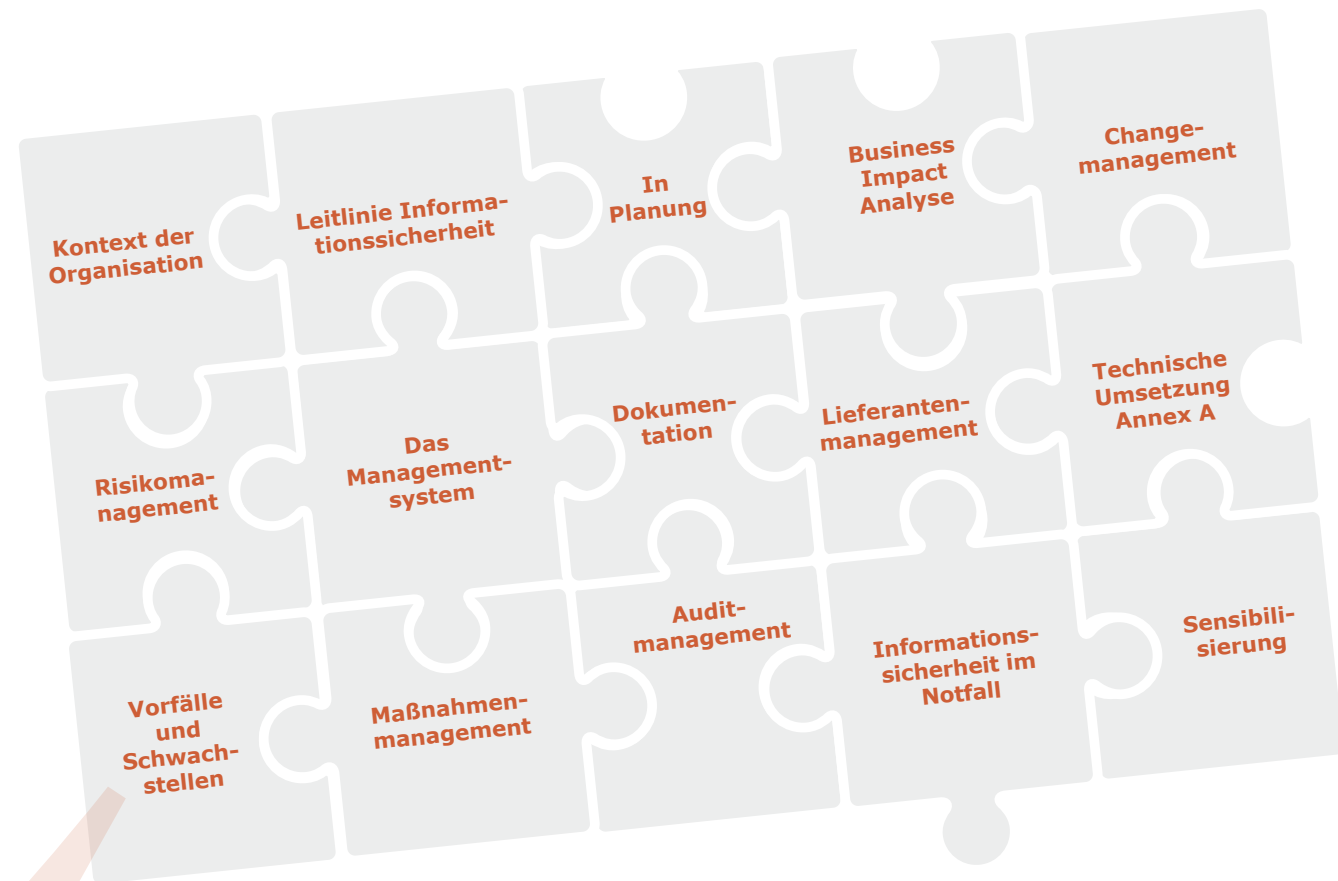 Kontext der
Organisation
Leitlinie Informa-
tionssicherheit
In
Planung
Business
Impact
Analyse
Change-
management
Risikoma-
nagement
Das
Management-
system
Dokumen-
tation
Lieferanten-
management
Technische
Umsetzung
Annex A
Vorfälle
und
Schwach-
stellen
Maßnahmen-
management
Audit-
management
Informations-
sicherheit im
Notfall
Sensibili-
sierung